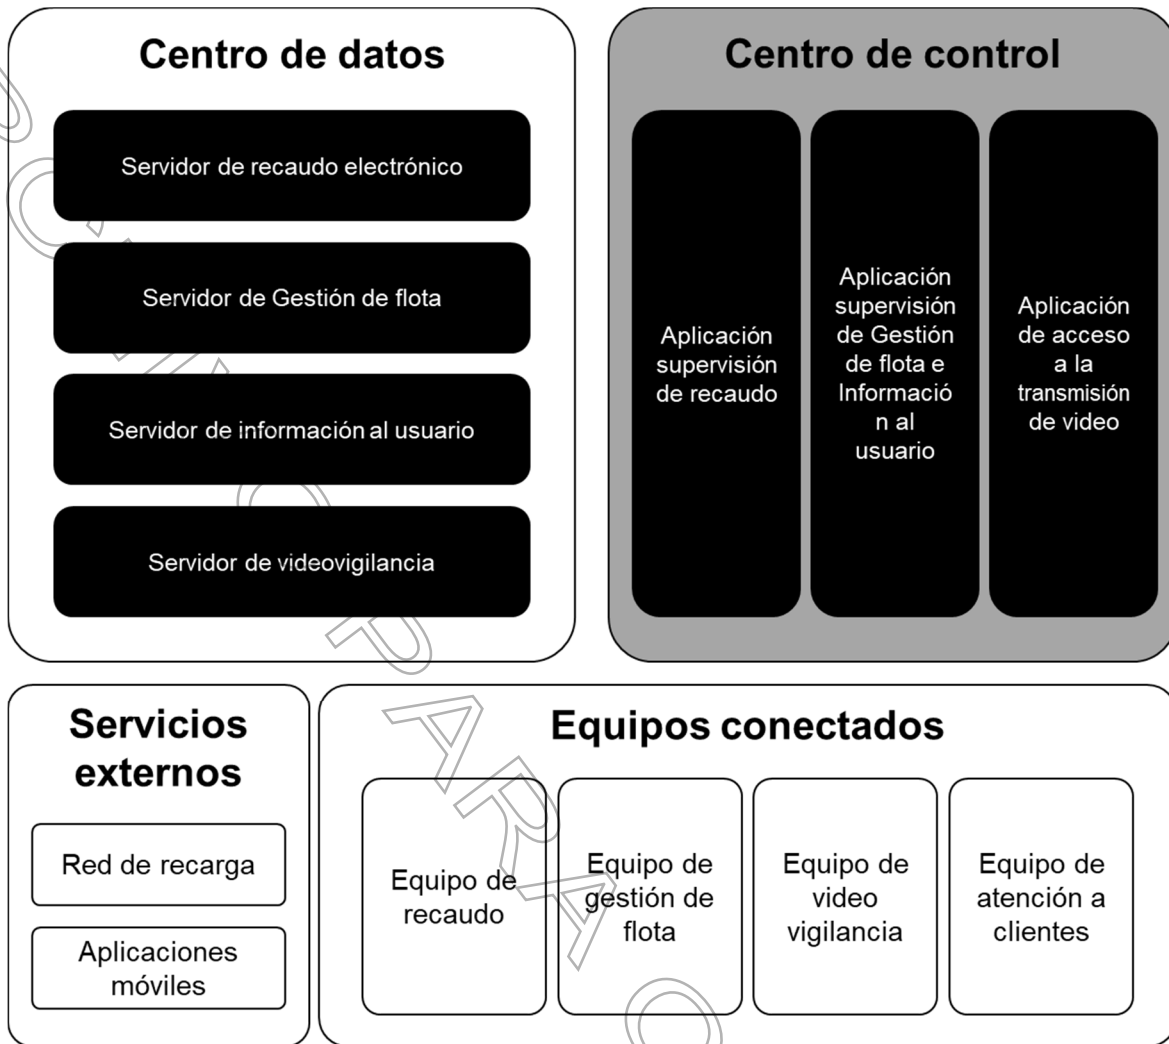 Centro de datos
Servidor de recaudo electrónico
Servidor de Gestión de flota
Servidor de información al usuario
Servidor de videovigilancia
Centro de control
Aplicación
supervisión
de recaudo
Aplicación
supervisión
de Gestión
de flota e
Informació
n al
usuario
Aplicación
de acceso
a la
transmisión
de video
Servicios
externos
Red de recarga
Aplicaciones
móviles
Equipos conectados
Equipo de
recaudo
Equipo de
gestión de
flota
Equipo de
video
vigilancia
Equipo de
atención a
clientes
PARA